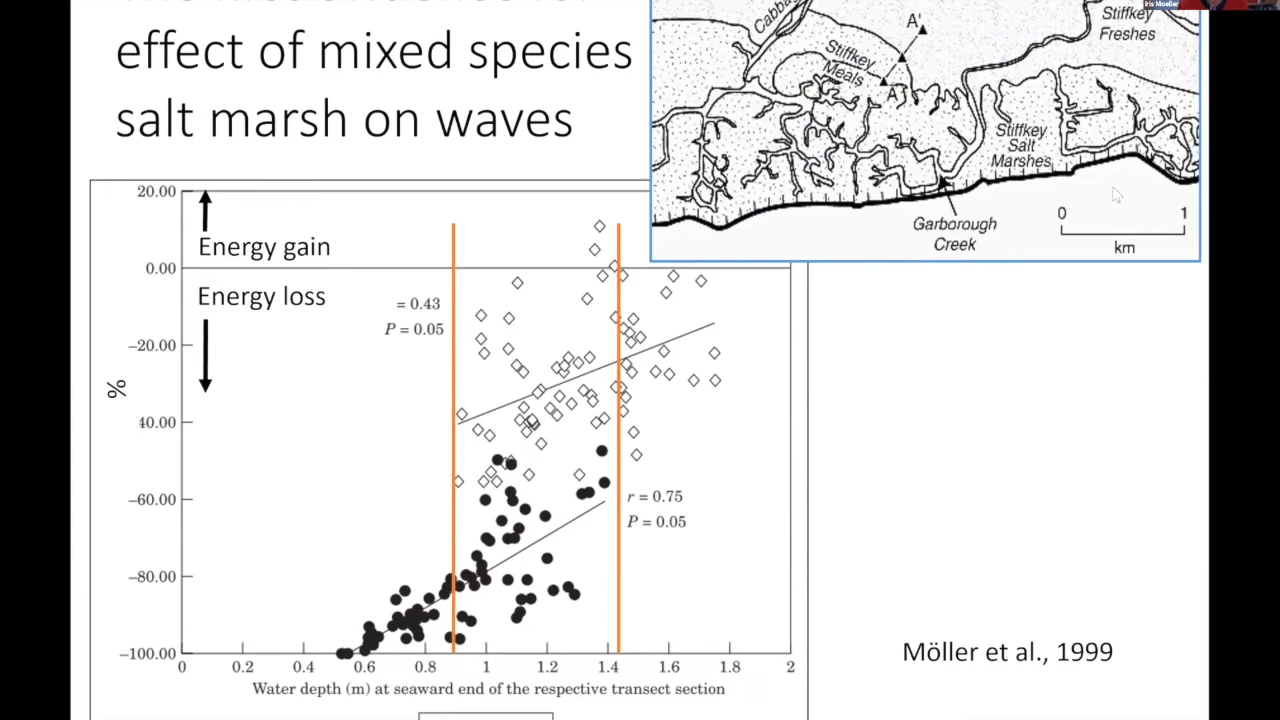 effect of mixed species
salt marsh on waves
Iris Moeller
Cabba
A'
Stiffkey
Meals
A
Stiffkey
Freshes
Stiffkey
Salt
Marshes
Garborough
Creek
0 1
km
20.00
Energy gain
0.00
Energy loss
= 0.43
P = 0.05
–20.00
%
40.00
–60.00
r = 0.75
P = 0.05
–80.00
–100.00
0 0.2 0.4 0.6 0.8 1 1.2 1.4 1.6 1.8 2
Water depth (m) at seaward end of the respective transect section
Möller et al., 1999